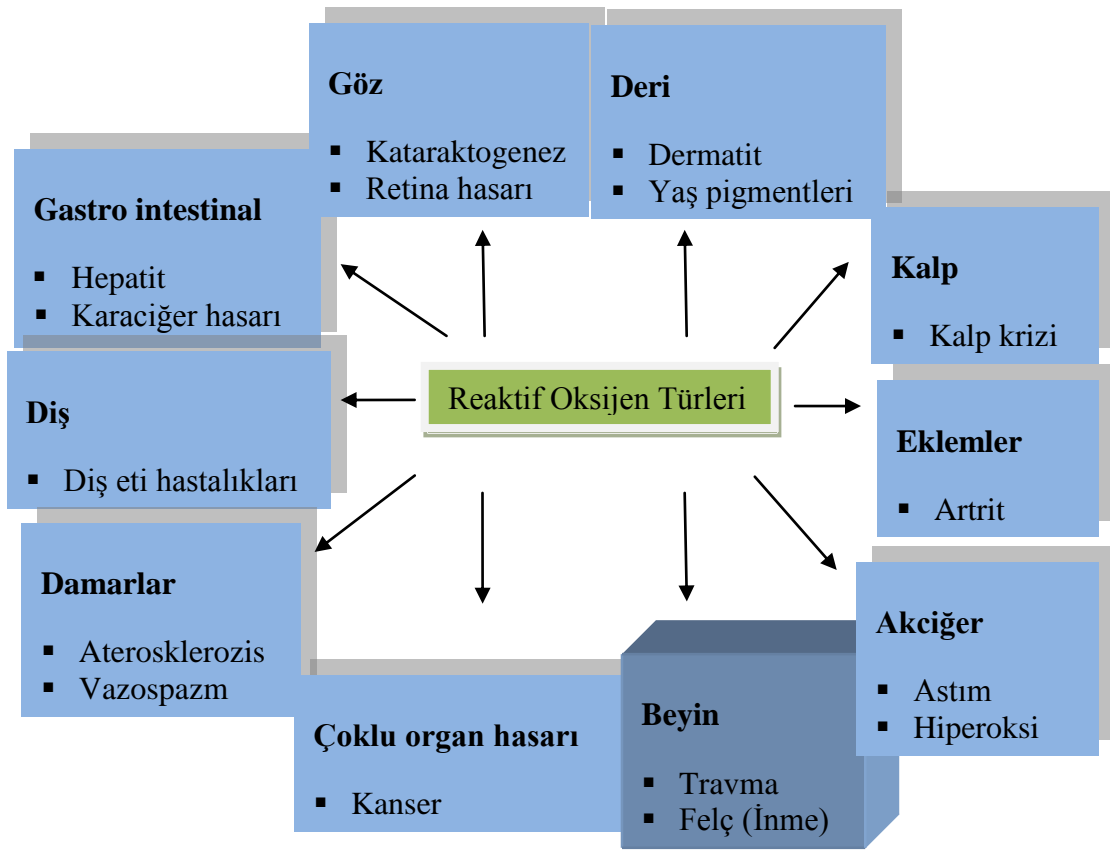 Göz
▪ Kataraktogenez
▪ Retina hasarı
Deri
▪ Dermatit
▪ Yaş pigmentleri
Gastro intestinal
▪ Hepatit
▪ Karaciğer hasarı
Kalp
▪ Kalp krizi
Reaktif Oksijen Türleri
Diş
▪ Diş eti hastalıkları
Eklemler
▪ Artrit
Damarlar
▪ Aterosklerozis
▪ Vazospazm
Akciğer
▪ Astım
▪ Hiperoksi
Çoklu organ hasarı
▪ Kanser
Beyin
▪ Travma
▪ Felç (İnme)